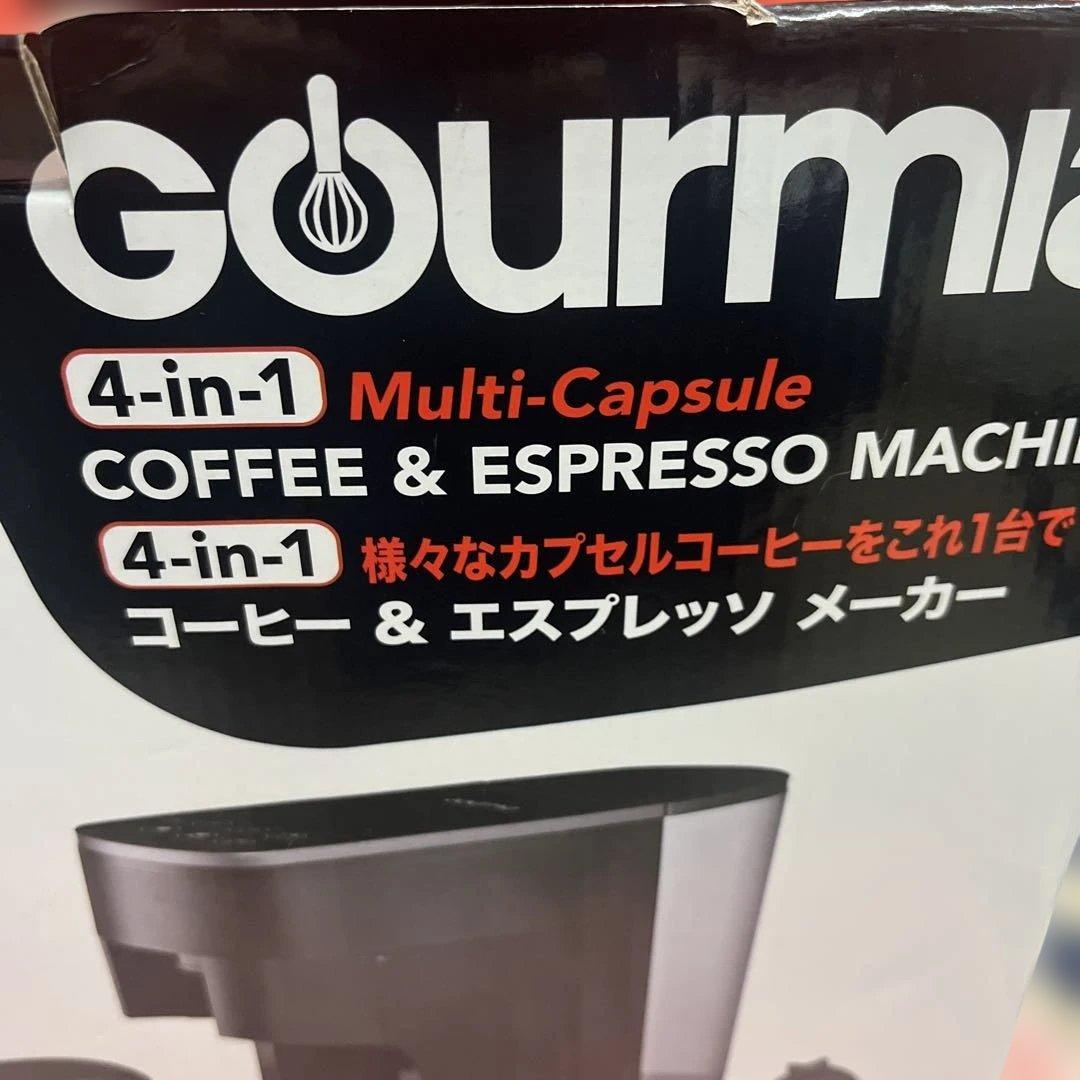 Gourmia
4-in-1 Multi-Capsule
COFFEE & ESPRESSO MACHI
4-in-1 様々なカプセルコーヒーをこれ1台で
コーヒー & エスプレッソ メーカー